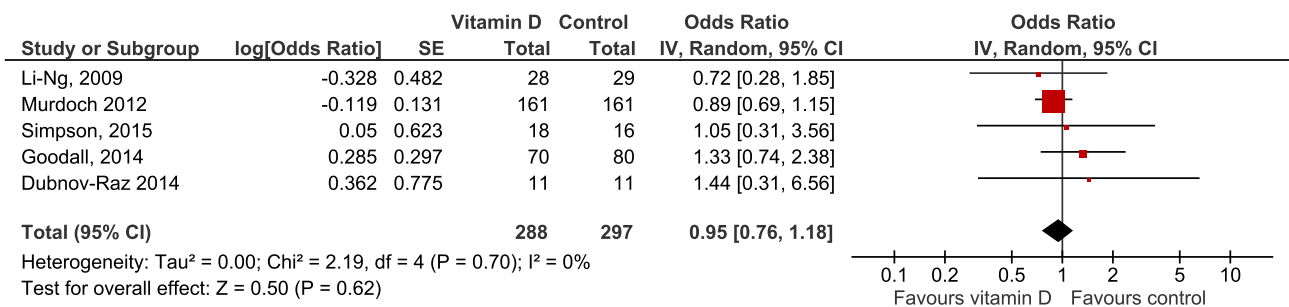 Vitamin D Control Odds Ratio Odds Ratio
Study or Subgroup log[Odds Ratio] SE Total Total IV, Random, 95% CI IV, Random, 95% CI
Li-Ng, 2009 -0.328 0.482 28 29 0.72 [0.28, 1.85]
Murdoch 2012 -0.119 0.131 161 161 0.89 [0.69, 1.15]
Simpson, 2015 0.05 0.623 18 16 1.05 [0.31, 3.56]
Goodall, 2014 0.285 0.297 70 80 1.33 [0.74, 2.38]
Dubnov-Raz 2014 0.362 0.775 11 11 1.44 [0.31, 6.56]
Total (95% CI) 288 297 0.95 [0.76, 1.18]
Heterogeneity: Tau² = 0.00; Chi² = 2.19, df = 4 (P = 0.70); I² = 0%
Test for overall effect: Z = 0.50 (P = 0.62)
0.1 0.2 0.5 1 2 5 10
Favours vitamin D Favours control